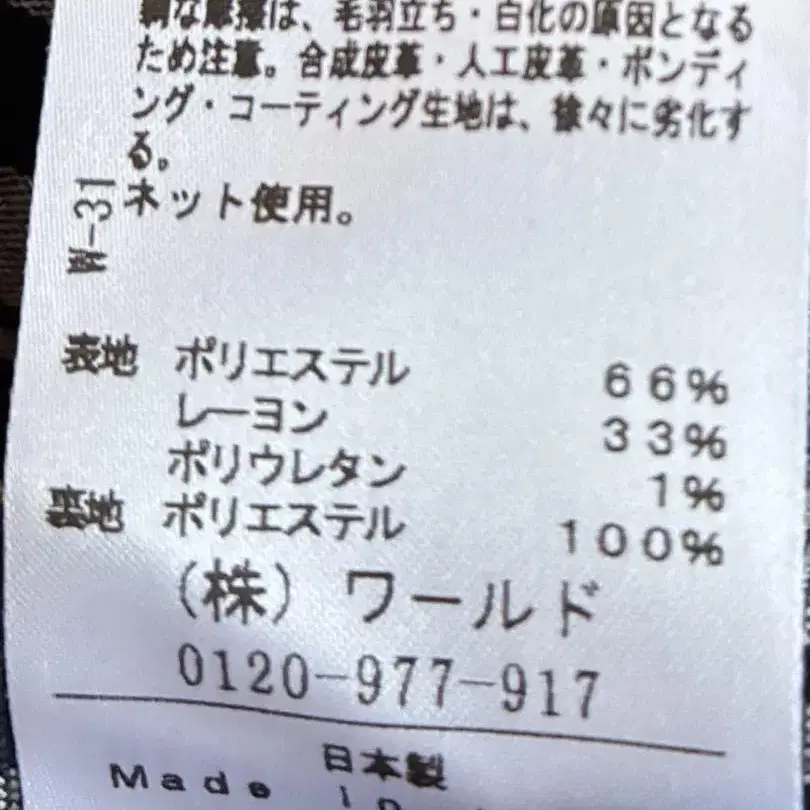 な摩擦は、毛羽立ち・白化の原因となる
ため注意。合成皮革・人工皮革・ボンディ
ング・コーティング生地は、徐々に劣化す
る。
W-31
ネット使用。
表地 ポリエステル 66%
レーヨン 33%
ポリウレタン 1%
ポリエステル 100%
(株) ワールド
0120-977-917
日本製
Made in